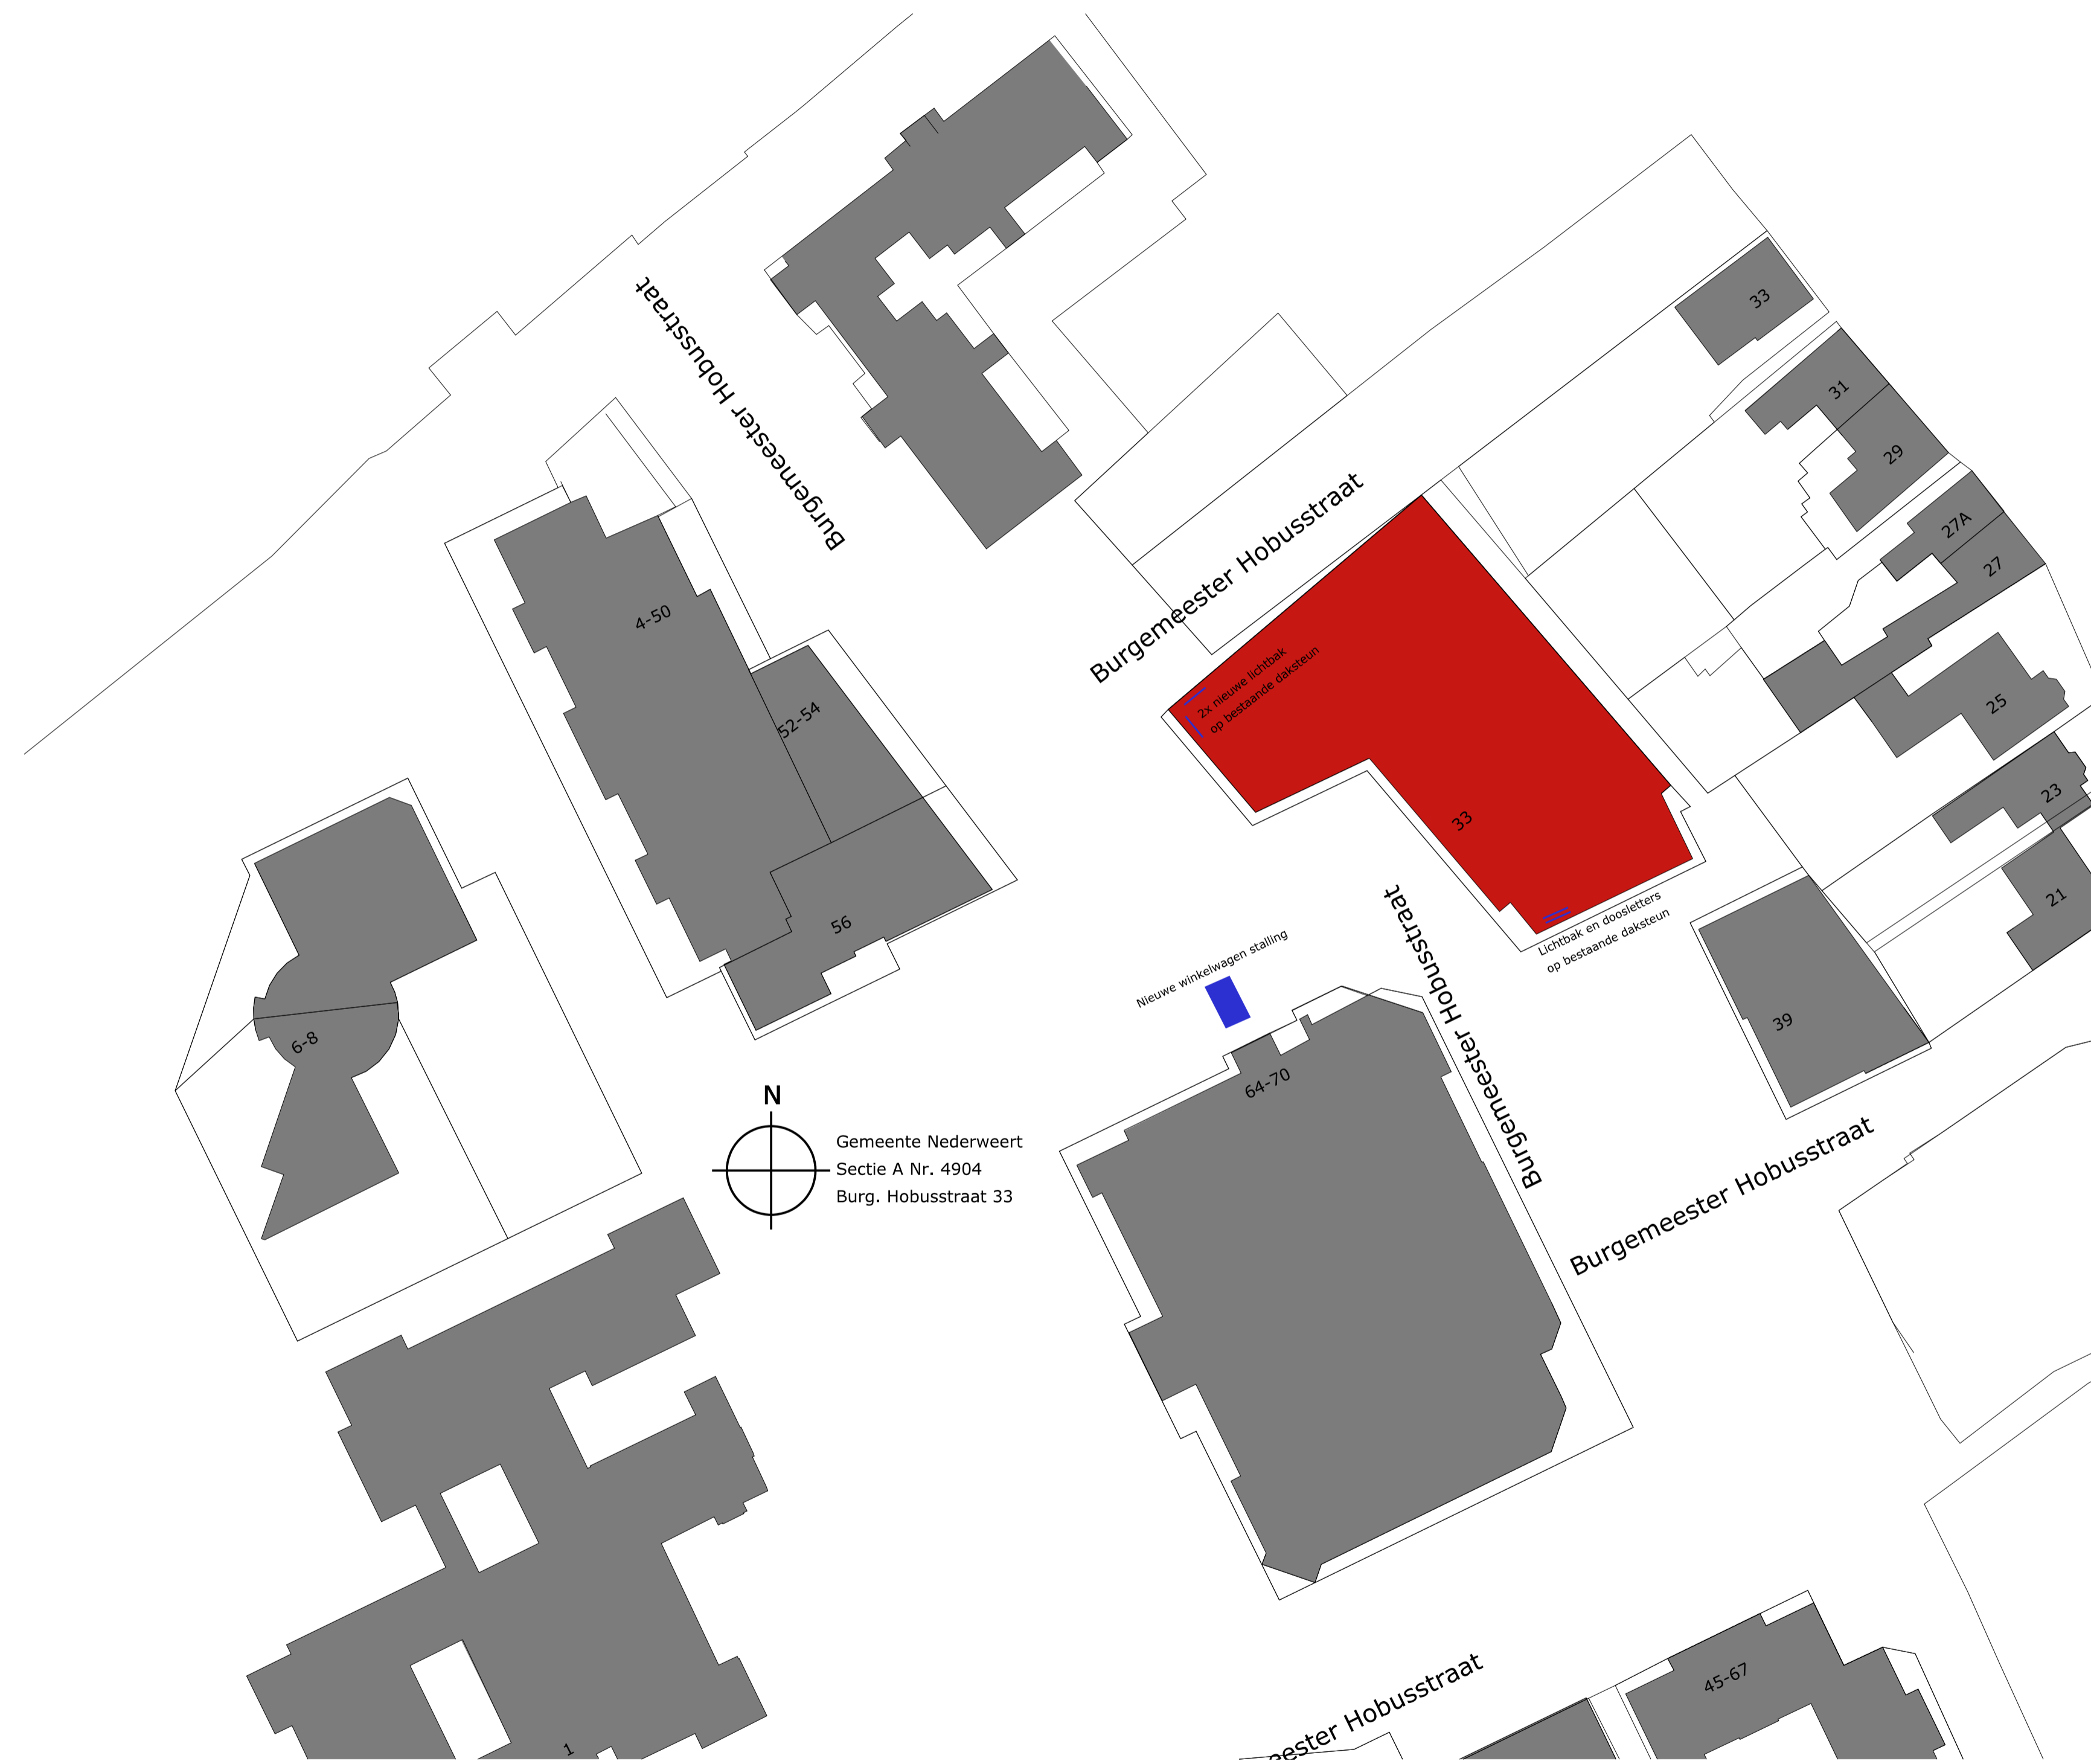 Burgemeester Hobusstraat
33
31
29
27A
27
25
23
21
Burgemeester Hobusstraat
2x nieuwe lichtbak
op bestaande daksteun
33
4-50
52-54
56
Lichtbak en doosletters
op bestaande daksteun
Nieuwe winkelwagen stalling
Burgemeester Hobusstraat
64-70
39
6-8
N
Gemeente Nederweert
Sectie A Nr. 4904
Burg. Hobusstraat 33
Burgemeester Hobusstraat
eester Hobusstraat
45-67
1